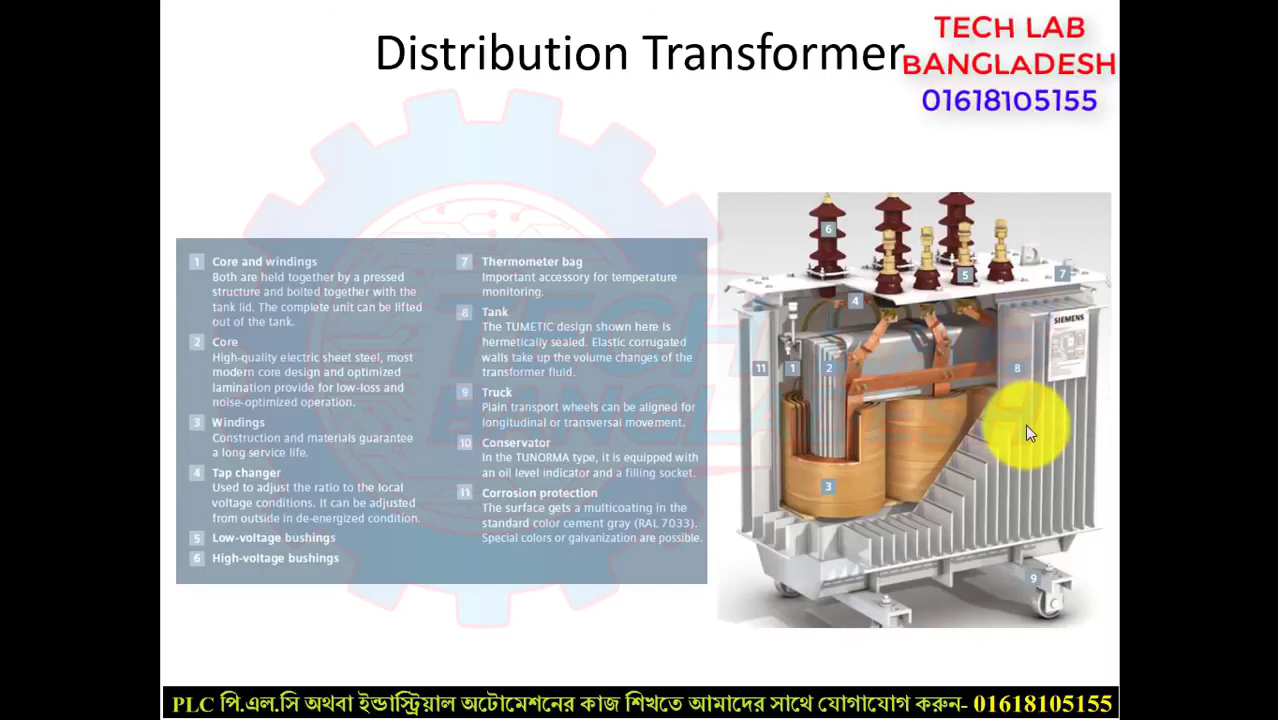 Distribution Transformer
TECH LAB
BANGLADESH
01618105155
1 Core and windings
Both are held together by a pressed
structure and bolted together with the
tank lid. The complete unit can be lifted
out of the tank.
2 Core
High-quality electric sheet steel, most
modern core design and optimized
lamination provide for low-loss and
noise-optimized operation.
3 Windings
Construction and materials guarantee
a long service life.
4 Tap changer
Used to adjust the ratio to the local
voltage conditions. It can be adjusted
from outside in de-energized condition.
5 Low-voltage bushings
6 High-voltage bushings
7 Thermometer bag
Important accessory for temperature
monitoring.
8 Tank
The TUMETIC design shown here is
hermetically sealed. Elastic corrugated
walls take up the volume changes of the
transformer fluid.
9 Truck
Plain transport wheels can be aligned for
longitudinal or transversal movement.
10 Conservator
In the TUNORMA type, it is equipped with
an oil level indicator and a filling socket.
11 Corrosion protection
The surface gets a multicoating in the
standard color cement gray (RAL 7033).
Special colors or galvanization are possible.
TECH LAB
BANGLADESH
6
5
7
4
SIEMENS
11
1
2
8
3
9
PLC পি.এল.সি অথবা ইন্ডাস্ট্রিয়াল অটোমেশনের কাজ শিখতে আমাদের সাথে যোগাযোগ করুন- 01618105155